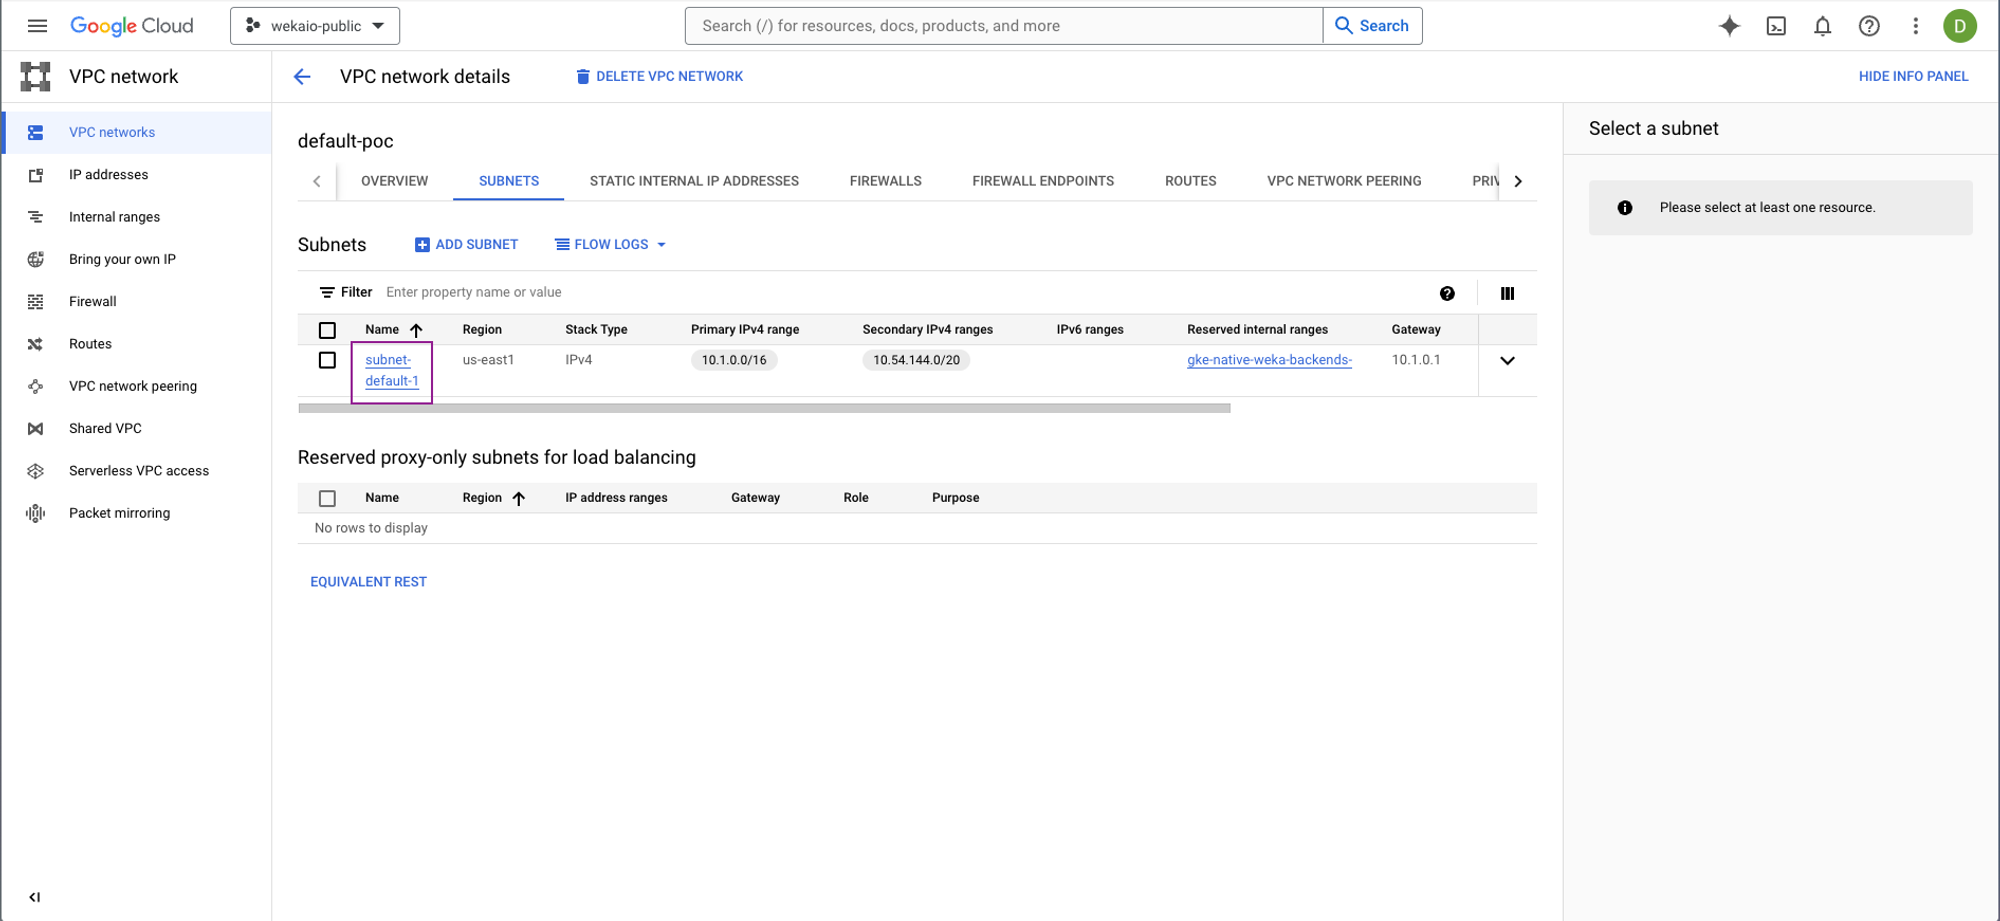 Google Cloud
wekaio-public
Search (/) for resources, docs, products, and more
Search
D
VPC network
VPC network details
DELETE VPC NETWORK
HIDE INFO PANEL
VPC networks
IP addresses
Internal ranges
Bring your own IP
Firewall
Routes
VPC network peering
Shared VPC
Serverless VPC access
Packet mirroring
default-poc
OVERVIEW SUBNETS STATIC INTERNAL IP ADDRESSES FIREWALLS FIREWALL ENDPOINTS ROUTES VPC NETWORK PEERING PRIV
Subnets ADD SUBNET FLOW LOGS
Filter Enter property name or value
Name Region Stack Type Primary IPv4 range Secondary IPv4 ranges IPv6 ranges Reserved internal ranges Gateway
subnet- us-east1 IPv4 10.1.0.0/16 10.54.144.0/20 gke-native-weka-backends- 10.1.0.1
default-1
Reserved proxy-only subnets for load balancing
Name Region IP address ranges Gateway Role Purpose
No rows to display
EQUIVALENT REST
Select a subnet
Please select at least one resource.